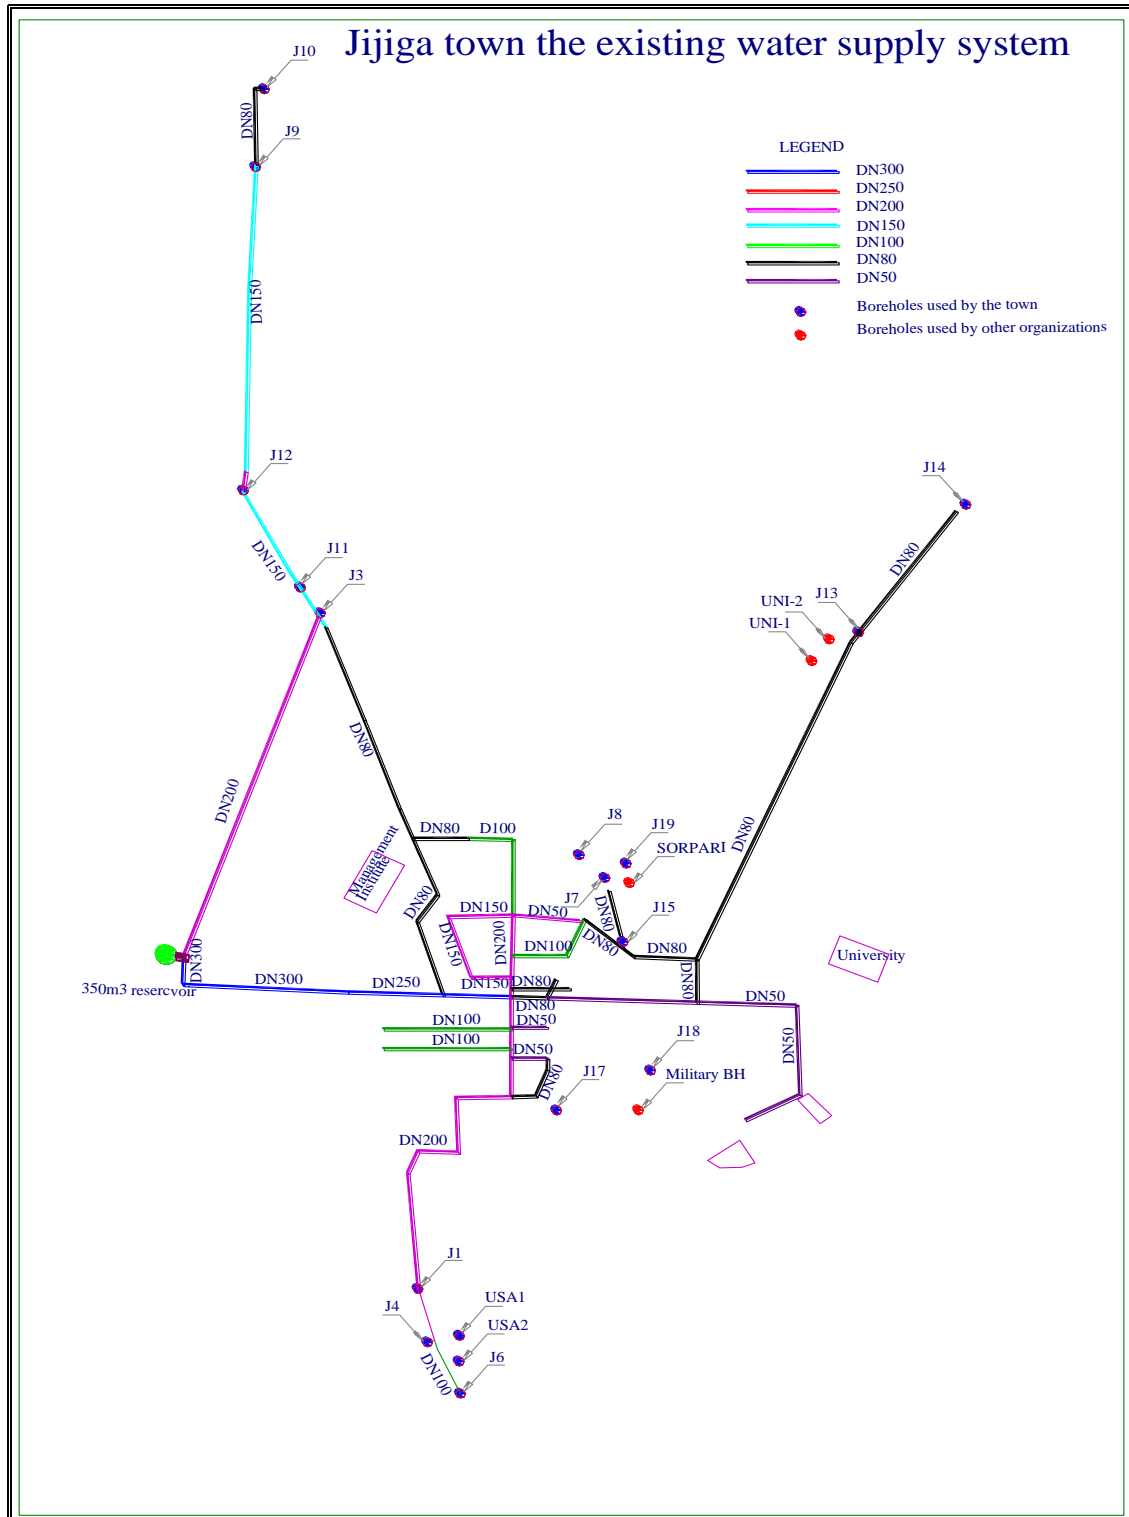 Jijiga town the existing water supply system
J10
DN80
J9
LEGEND
DN300
DN250
DN200
DN150
DN100
DN80
DN50
Boreholes used by the town
Boreholes used by other organizations
DN150
J12
J14
DN150
J11
J3
DN80
UNI-2
J13
UNI-1
DN80
DN200
DN80
DN80
D100
J8
J19
SORPARI
Management
Institute
J7
DN80
DN150
DN50
DN80
J15
DN150
DN200
DN100
DN80
DN80
University
DN300
350m3 resercvoir
DN300
DN250
DN150
DN80
DN80
DN80
DN50
DN100
DN50
DN100
DN50
DN50
J18
DN80
J17
Military BH
DN200
J1
J4
USA1
USA2
DN100
J6